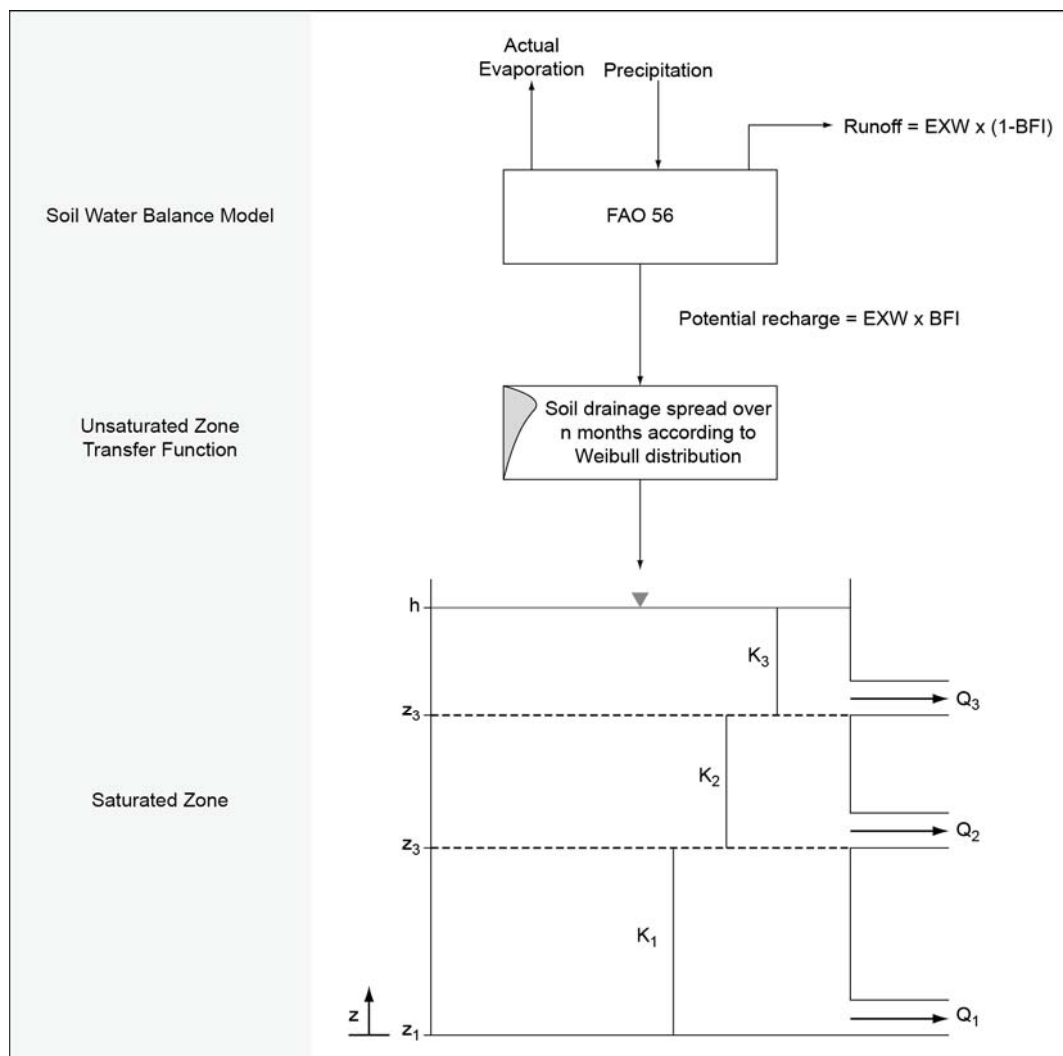 Actual
Evaporation
Precipitation
Runoff = EXW x (1-BFI)
Soil Water Balance Model
FAO 56
Potential recharge = EXW x BFI
Unsaturated Zone
Transfer Function
Soil drainage spread over
n months according to
Weibull distribution
h
K₃
Q₃
z₃
K₂
Saturated Zone
Q₂
z₃
K₁
z
Q₁
z₁